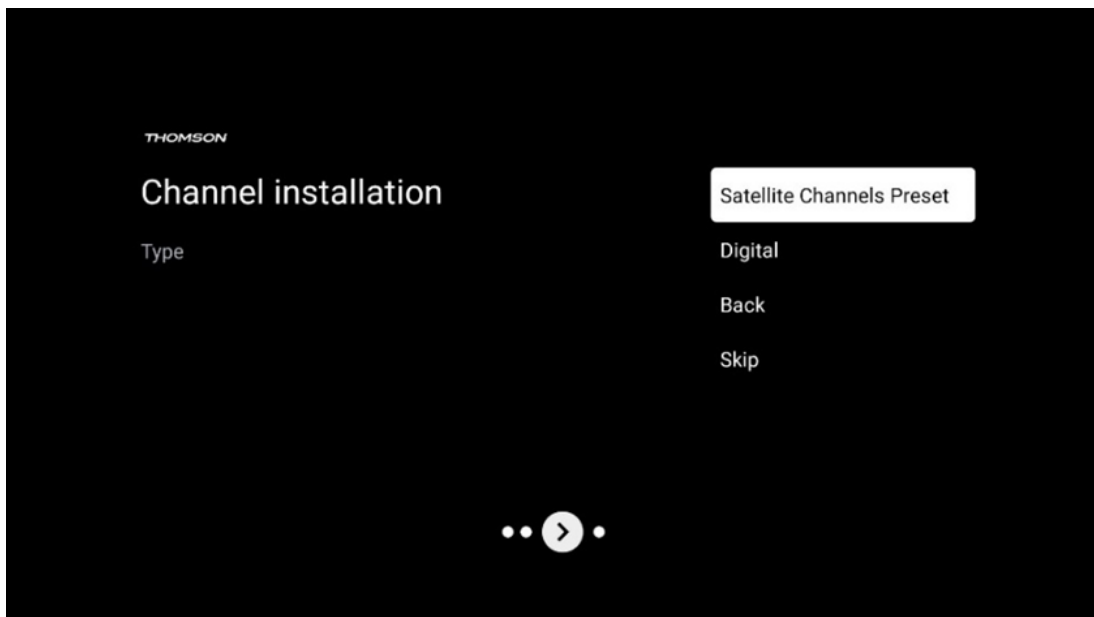 THOMSON
Channel installation
Type
Satellite Channels Preset
Digital
Back
Skip